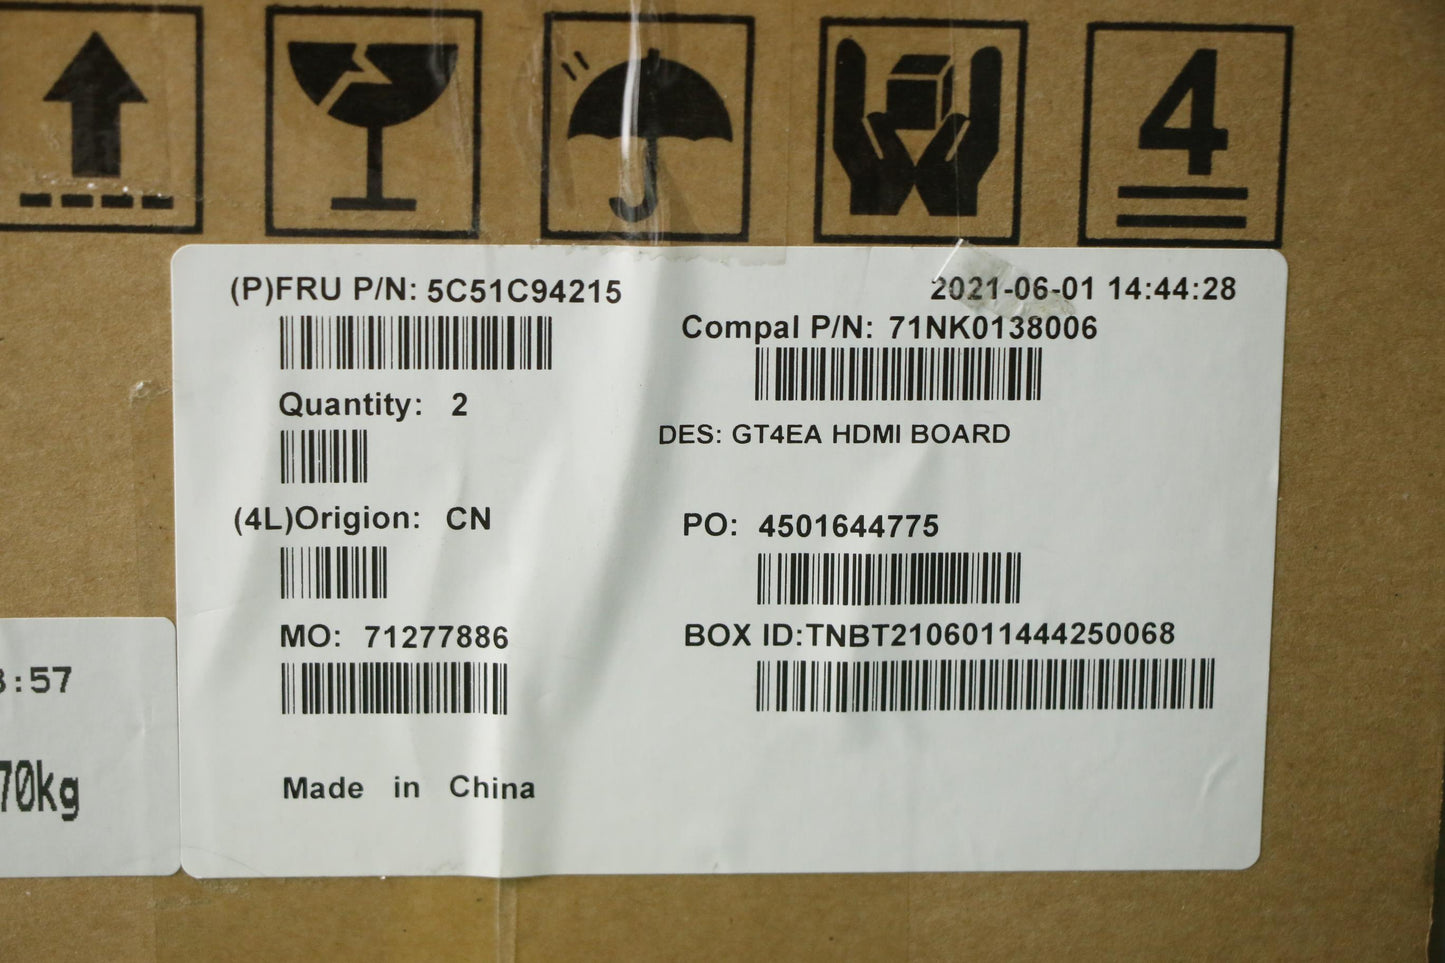 4
(P)FRU P/N: 5C51C94215
2021-06-01 14:44:28
Compal P/N: 71NK0138006
Quantity: 2
DES: GT4EA HDMI BOARD
(4L)Origion: CN
PO: 4501644775
MO: 71277886
BOX ID:TNBT2106011444250068
:57
70kg
Made in China